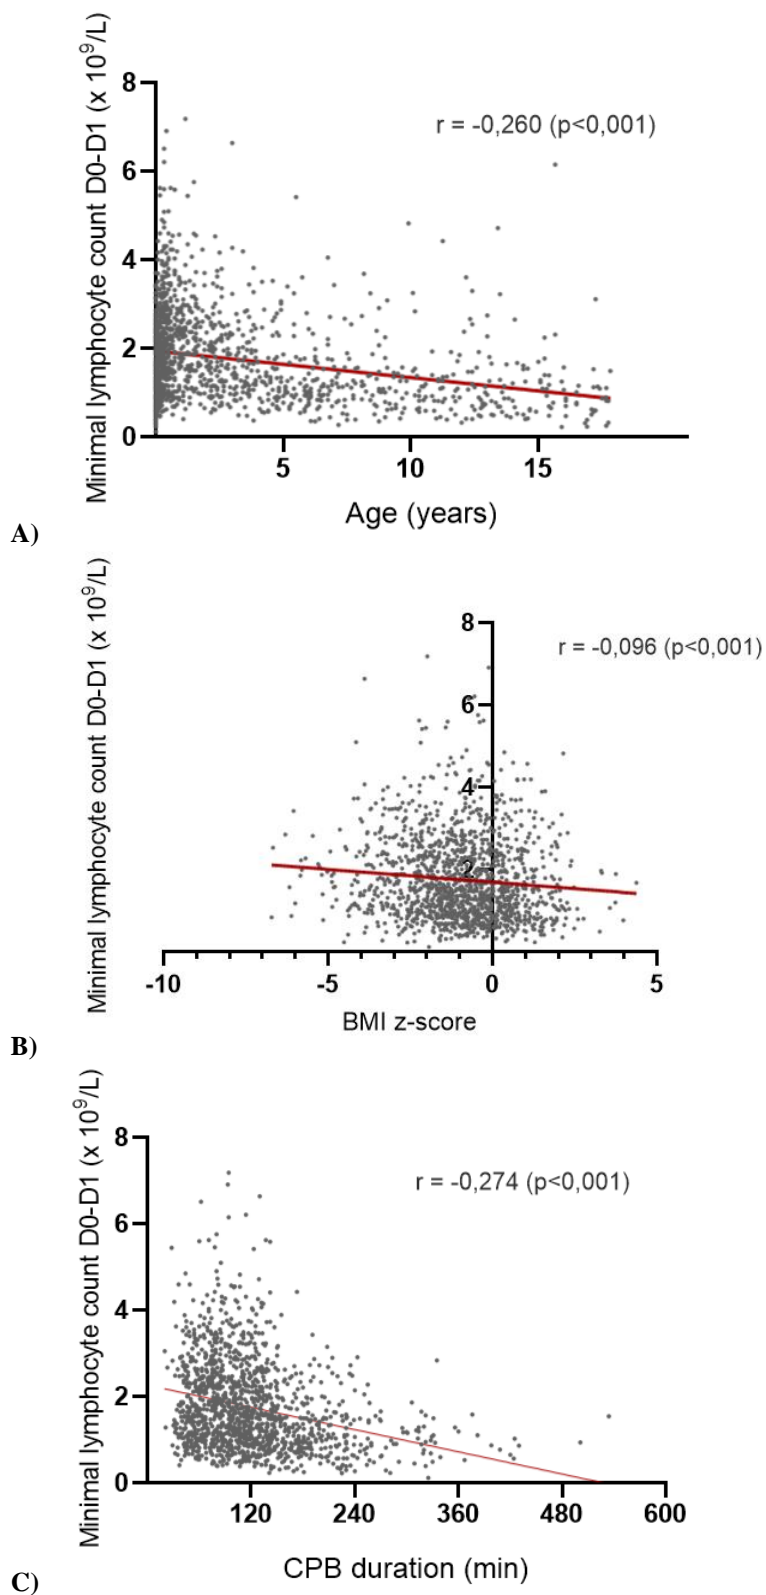 Minimal lymphocyte count D0-D1 (x 10⁹/L)
8
r = -0,260 (p<0,001)
6
4
2
0
5 10 15
Age (years)
A)
Minimal lymphocyte count D0-D1 (x 10⁹/L)
8
r = -0,096 (p<0,001)
6
4
2
-10 -5 0 5
BMI z-score
B)
Minimal lymphocyte count D0-D1 (x 10⁹/L)
8
r = -0,274 (p<0,001)
6
4
2
0
120 240 360 480 600
CPB duration (min)
C)